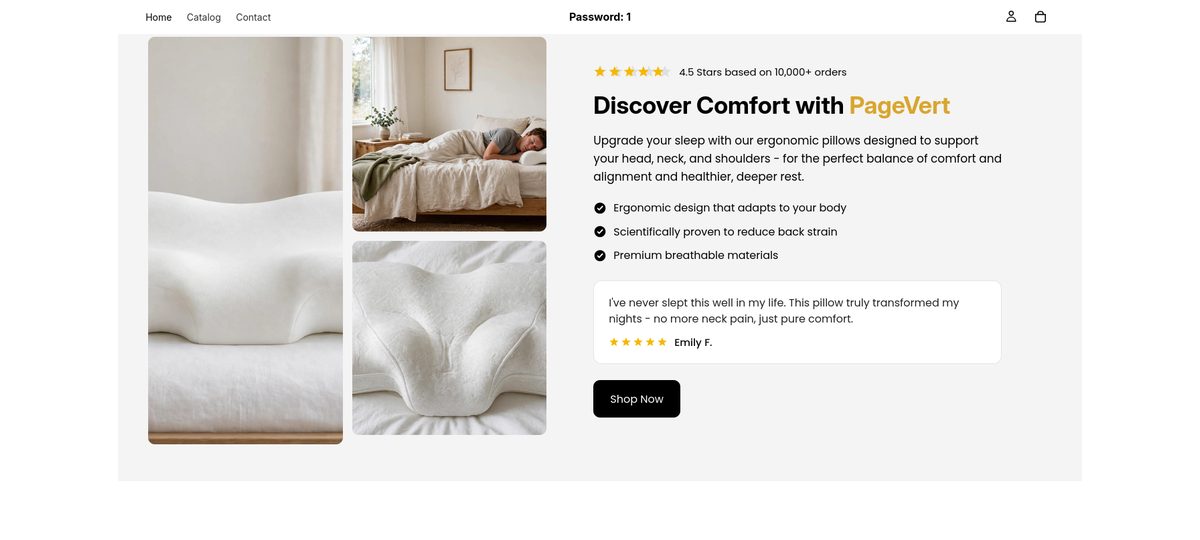 Home Catalog Contact
Password: 1
4.5 Stars based on 10,000+ orders
Discover Comfort with PageVert
Upgrade your sleep with our ergonomic pillows designed to support
your head, neck, and shoulders - for the perfect balance of comfort and
alignment and healthier, deeper rest.
Ergonomic design that adapts to your body
Scientifically proven to reduce back strain
Premium breathable materials
I've never slept this well in my life. This pillow truly transformed my
nights - no more neck pain, just pure comfort.
Emily F.
Shop Now